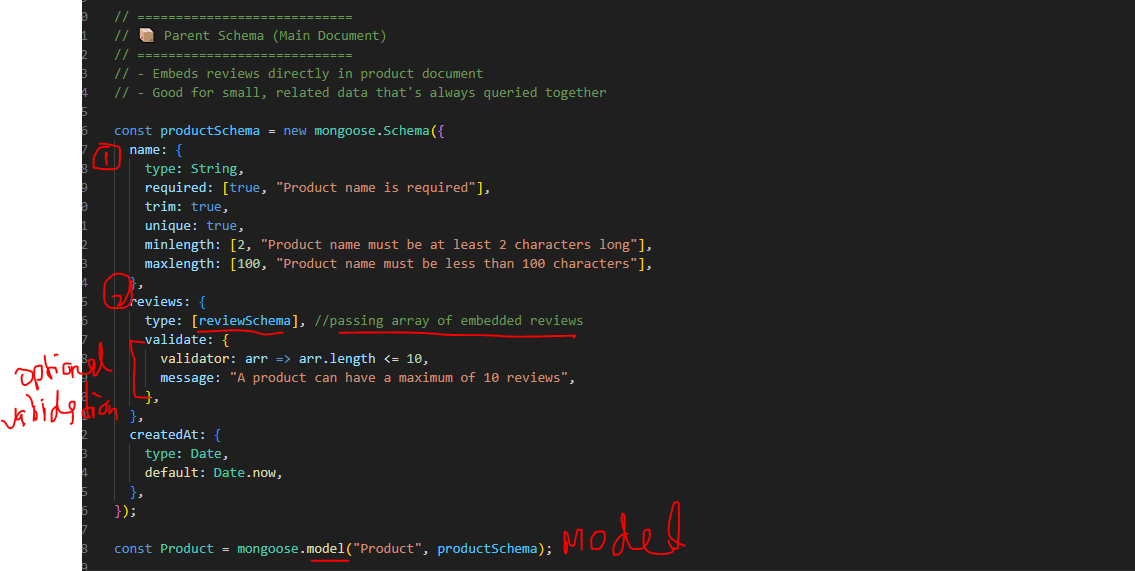 0 // ============================
1 // 📦 Parent Schema (Main Document)
2 // ============================
3 // - Embeds reviews directly in product document
4 // - Good for small, related data that's always queried together
5
6 const productSchema = new mongoose.Schema({
7 name: {
① 
8 type: String,
9 required: [true, "Product name is required"],
0 trim: true,
1 unique: true,
2 minlength: [2, "Product name must be at least 2 characters long"],
3 maxlength: [100, "Product name must be less than 100 characters"],
4 },
②
5 reviews: {
6 type: [reviewSchema], //passing array of embedded reviews
7 validate: {
8 validator: arr => arr.length <= 10,
9 message: "A product can have a maximum of 10 reviews",
optional
validation
0 },
1 },
2 createdAt: {
3 type: Date,
4 default: Date.now,
5 },
6 });
7
8 const Product = mongoose.model("Product", productSchema);
model
9